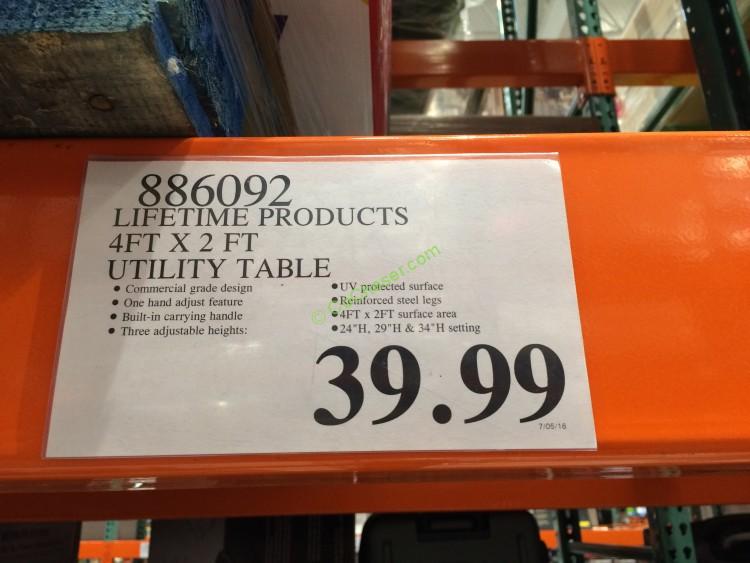 886092
LIFETIME PRODUCTS
4FT X 2 FT
UTILITY TABLE
• Commercial grade design
• One hand adjust feature
• Built-in carrying handle
• Three adjustable heights:
• UV protected surface
• Reinforced steel legs
• 4FT x 2FT surface area
• 24"H, 29"H & 34"H setting
39.99
7/05/16